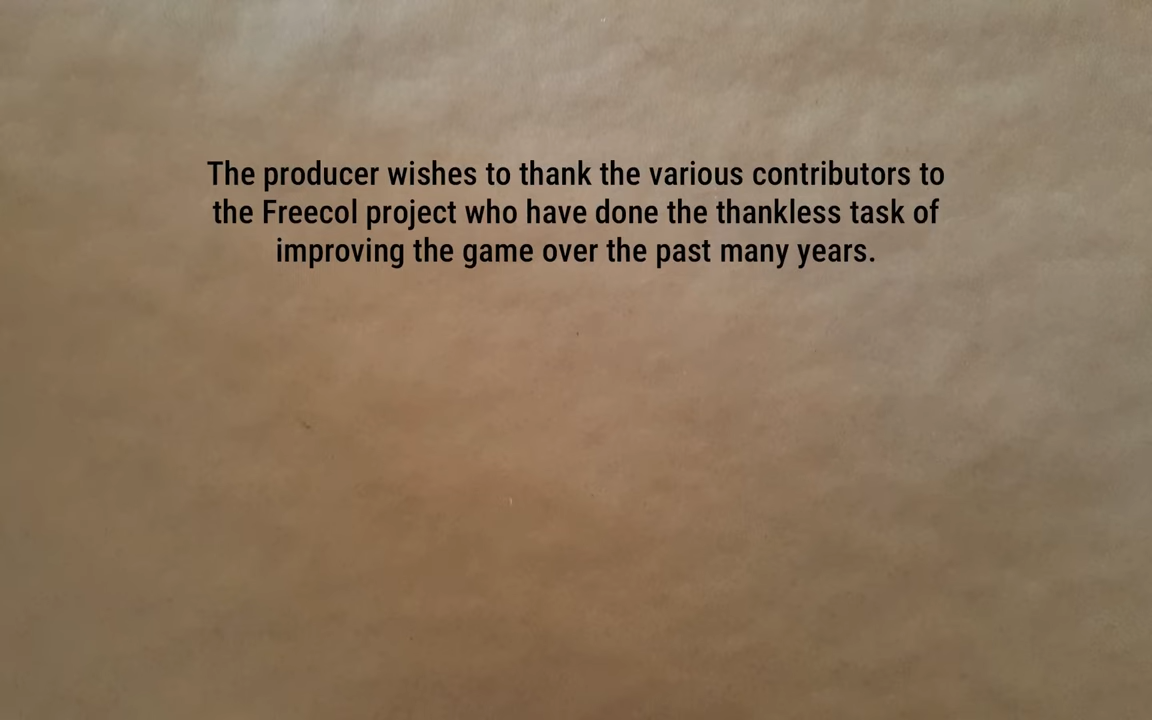 The producer wishes to thank the various contributors to
the Freecol project who have done the thankless task of
improving the game over the past many years.